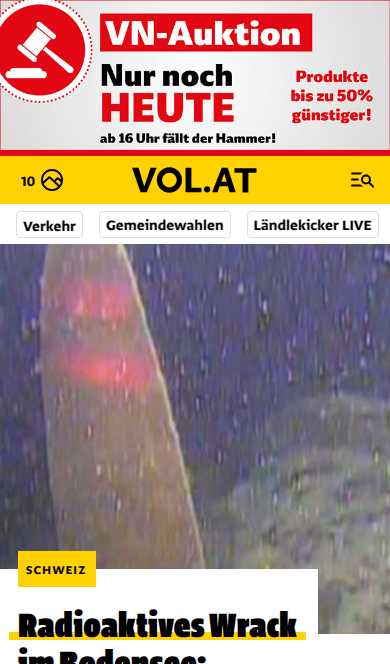 VN-Auktion
Nur noch
HEUTE
ab 16 Uhr fällt der Hammer!
Produkte
bis zu 50%
günstiger!
10
VOL.AT
Verkehr
Gemeindewahlen
Ländlekicker LIVE
SCHWEIZ
Radioaktives Wrack
im Bodensee: